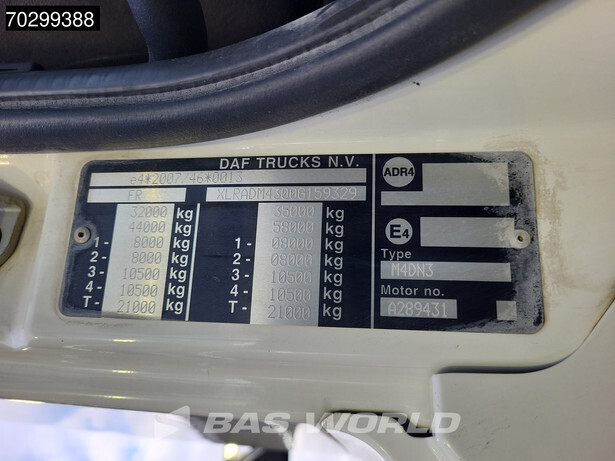 70299388
DAF TRUCKS N.V.
e4*2007/46*0013
FR XLRADM4300G159329
32000 kg 35000 kg
44000 kg 58000 kg
1 - 8000 kg 1 - 08000 kg
2 - 8000 kg 2 - 08000 kg
3 - 10500 kg 3 - 10500 kg
4 - 10500 kg 4 - 10500 kg
T - 21000 kg T - 21000 kg
ADR4
E4
Type
M4DN3
Motor no.
A289431
BAS WORLD